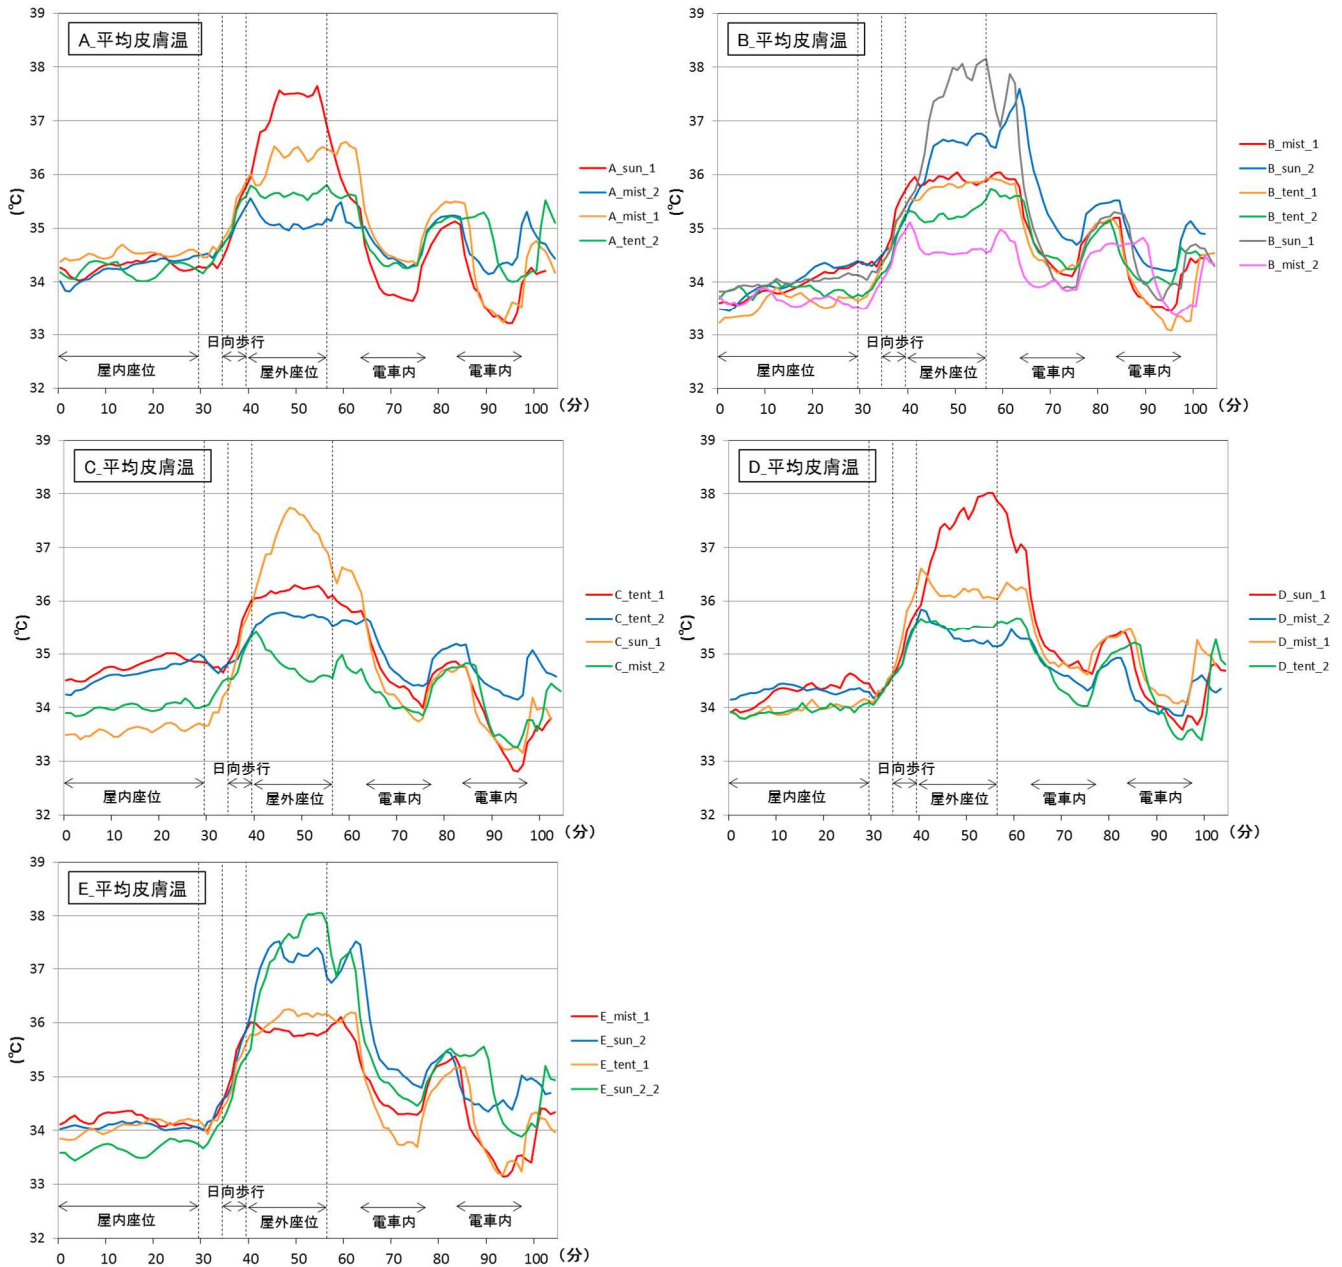 A_平均皮膚温
39
38
37
36
35
34
33
32
(℃)
0 10 20 30 40 50 60 70 80 90 100 (分)
日向歩行
屋内座位 屋外座位 電車内 電車内
A_sun_1
A_mist_2
A_mist_1
A_tent_2
B_平均皮膚温
39
38
37
36
35
34
33
32
(℃)
0 10 20 30 40 50 60 70 80 90 100 (分)
日向歩行
屋内座位 屋外座位 電車内 電車内
B_mist_1
B_sun_2
B_tent_1
B_tent_2
B_sun_1
B_mist_2
C_平均皮膚温
39
38
37
36
35
34
33
32
(℃)
0 10 20 30 40 50 60 70 80 90 100 (分)
日向歩行
屋内座位 屋外座位 電車内 電車内
C_tent_1
C_tent_2
C_sun_1
C_mist_2
D_平均皮膚温
39
38
37
36
35
34
33
32
(℃)
0 10 20 30 40 50 60 70 80 90 100 (分)
日向歩行
屋内座位 屋外座位 電車内 電車内
D_sun_1
D_mist_2
D_mist_1
D_tent_2
E_平均皮膚温
39
38
37
36
35
34
33
32
(℃)
0 10 20 30 40 50 60 70 80 90 100 (分)
日向歩行
屋内座位 屋外座位 電車内 電車内
E_mist_1
E_sun_2
E_tent_1
E_sun_2_2